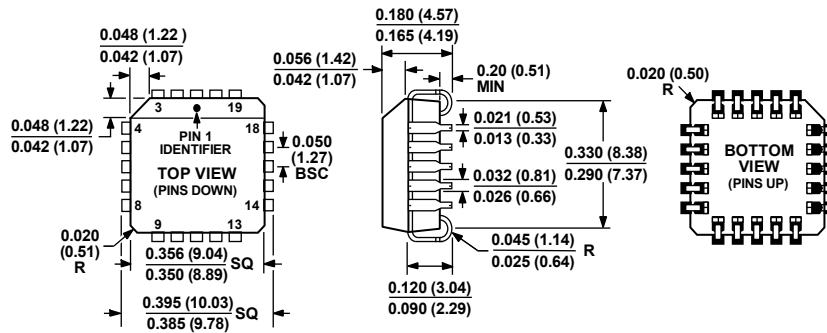 0.048 (1.22 )
0.042 (1.07)
0.048 (1.22)
0.042 (1.07)
3
19
4
18
PIN 1
IDENTIFIER
TOP VIEW
(PINS DOWN)
8
14
9
13
0.050
(1.27)
BSC
0.020
(0.51)
R
0.356 (9.04)
0.350 (8.89)
SQ
0.395 (10.03)
0.385 (9.78)
SQ
0.180 (4.57)
0.165 (4.19)
0.056 (1.42)
0.042 (1.07)
0.20 (0.51)
MIN
0.021 (0.53)
0.013 (0.33)
0.032 (0.81)
0.026 (0.66)
0.330 (8.38)
0.290 (7.37)
0.045 (1.14)
0.025 (0.64)
R
0.120 (3.04)
0.090 (2.29)
0.020 (0.50)
R
BOTTOM
VIEW
(PINS UP)